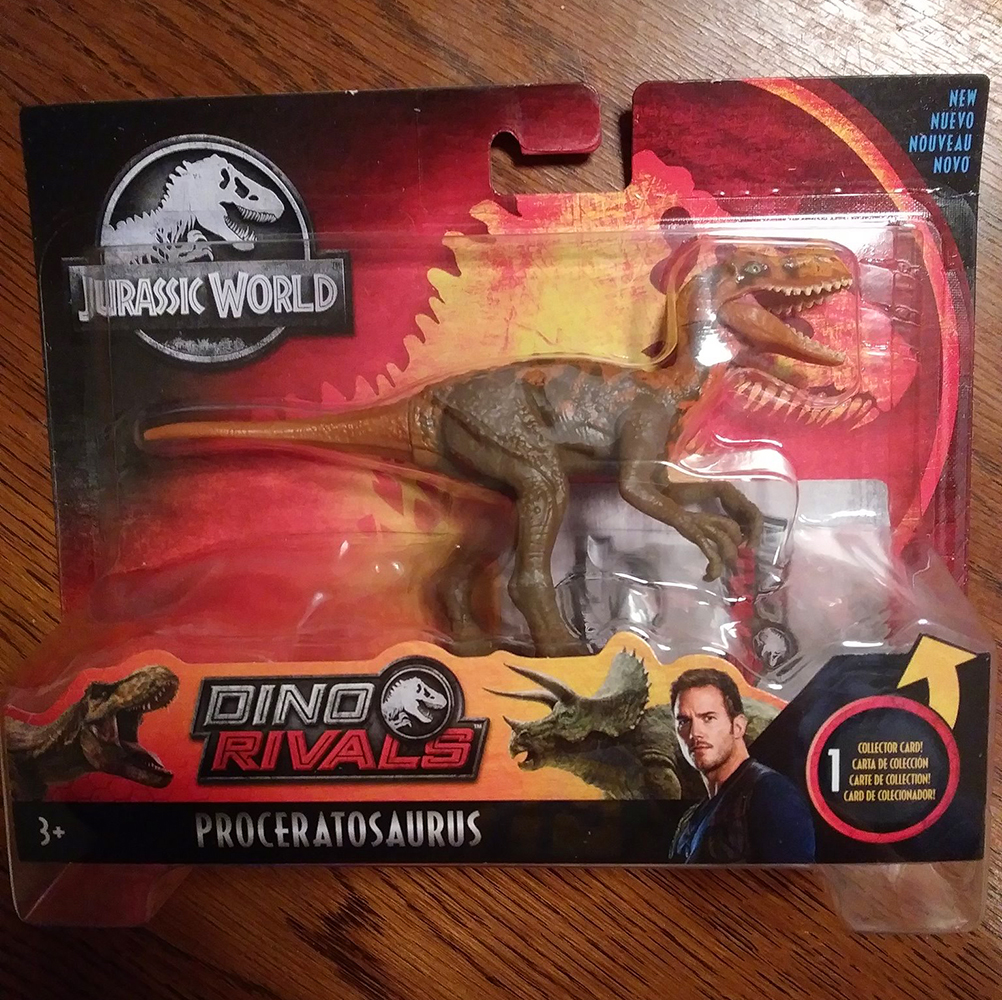 NEW
NUEVO
NOUVEAU
NOVO
JURASSIC WORLD
DINO
RIVALS
1
COLLECTOR CARD!
CARTA DE COLECCIÓN
CARTE DE COLLECTION!
CARD DE COLECIONADOR!
3+
PROCERATOSAURUS